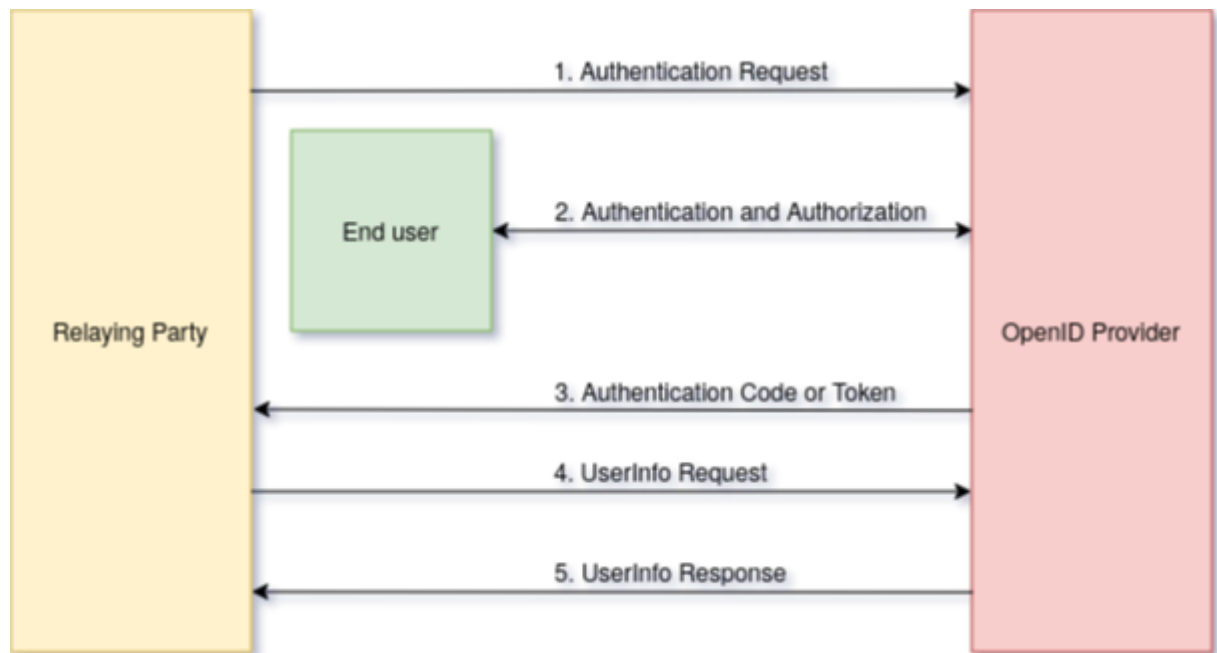 1. Authentication Request
2. Authentication and Authorization
End user
Relaying Party
OpenID Provider
3. Authentication Code or Token
4. UserInfo Request
5. UserInfo Response